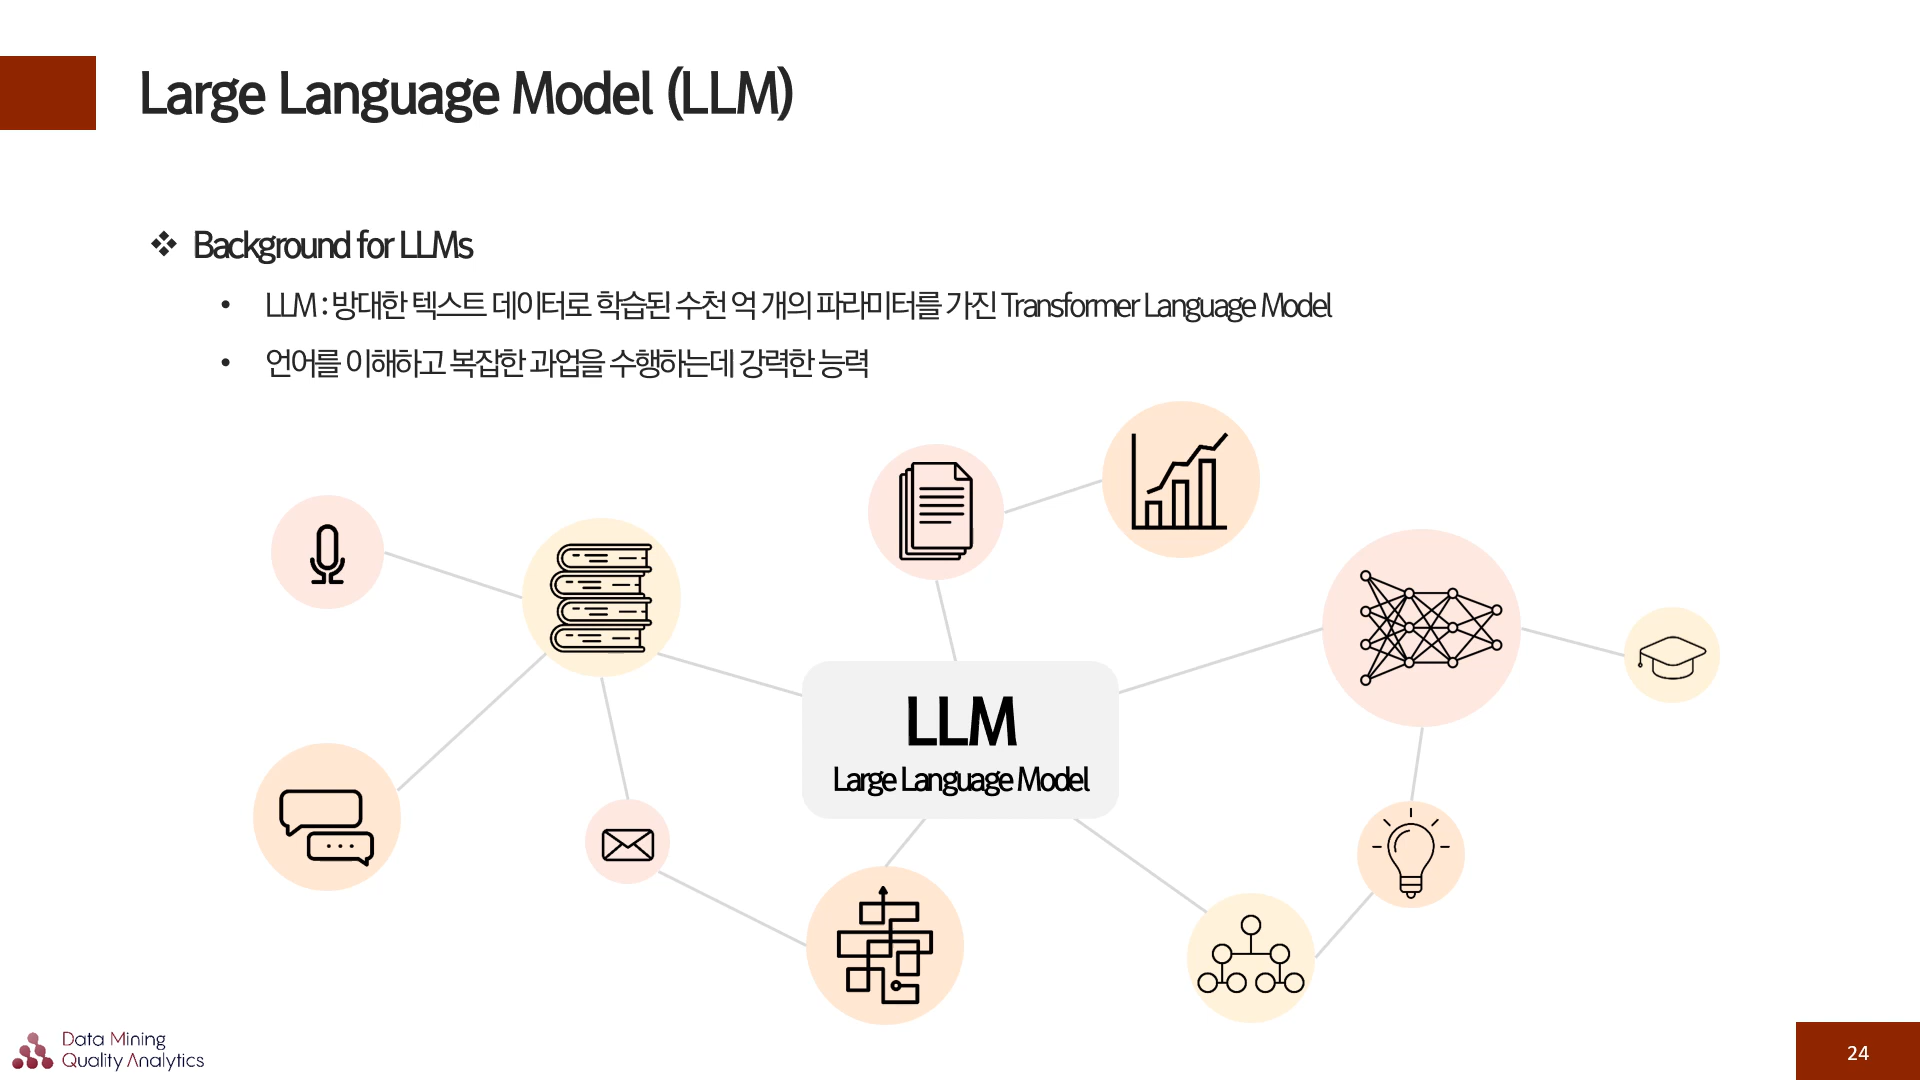 Large Language Model (LLM)
❖ Background for LLMs
• LLM : 방대한 텍스트 데이터로 학습된 수천 억 개의 파라미터를 가진 Transformer Language Model
• 언어를 이해하고 복잡한 과업을 수행하는데 강력한 능력
LLM
Large Language Model
Data Mining
Quality Analytics
24